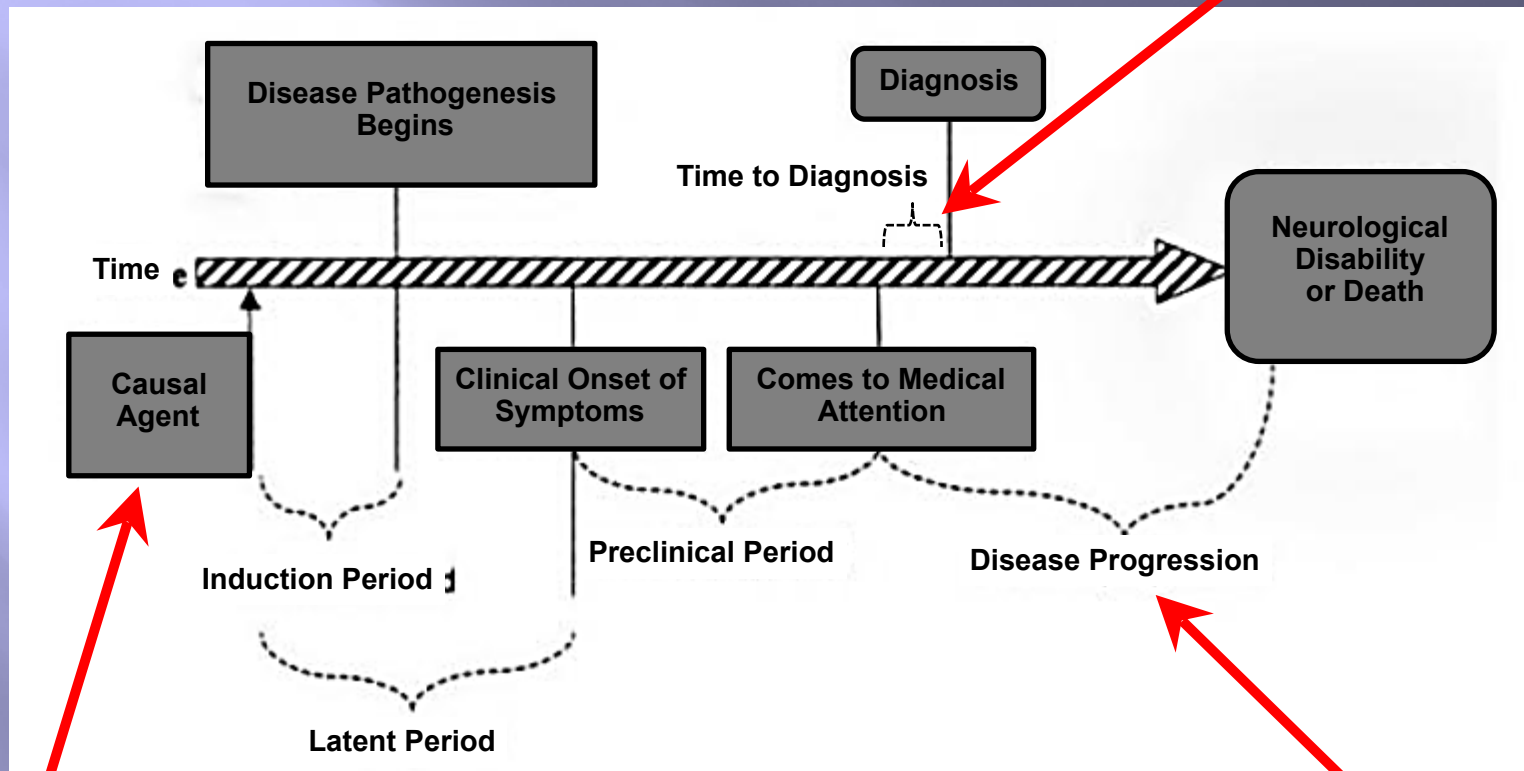 Disease Pathogenesis
Begins
Diagnosis
Time to Diagnosis
Neurological
Disability
or Death
Time
Causal
Agent
Clinical Onset of
Symptoms
Comes to Medical
Attention
Induction Period
Preclinical Period
Disease Progression
Latent Period